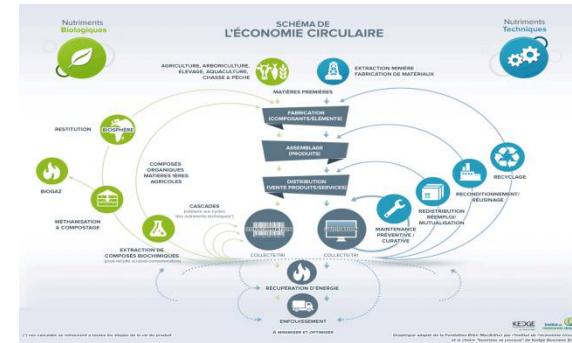 Nutriments
Biologiques
SCHÉMA DE
L'ÉCONOMIE CIRCULAIRE
Nutriments
Techniques
AGRICULTURE, ARBORICULTURE,
ÉLEVAGE, AQUACULTURE,
CHASSE & PÊCHE
EXTRACTION MINIÈRE
FABRICATION DE MATÉRIAUX
MATIÈRES PREMIÈRES
FABRICATION
(COMPOSANTS/ÉLÉMENTS)
RESTITUTION
BIOSPHÈRE
ASSEMBLAGE
(PRODUITS)
RECYCLAGE
COMPOSÉS
ORGANIQUES
MATIÈRES 1ÈRES
AGRICOLES
DISTRIBUTION
(VENTE PRODUITS/SERVICES)
RECONDITIONNEMENT/
RÉUSINAGE
BIOGAZ
CASCADES
REDISTRIBUTION
RÉEMPLOI/
MUTUALISATION
MÉTHANISATION
& COMPOSTAGE
MAINTENANCE
PRÉVENTIVE/
CURATIVE
EXTRACTION DE
COMPOSÉS BIOCHIMIQUES
COLLECTE/TRI
COLLECTE/TRI
RÉCUPÉRATION D'ÉNERGIE
ENFOUISSEMENT
À MINIMISER ET OPTIMISER
KEDGE